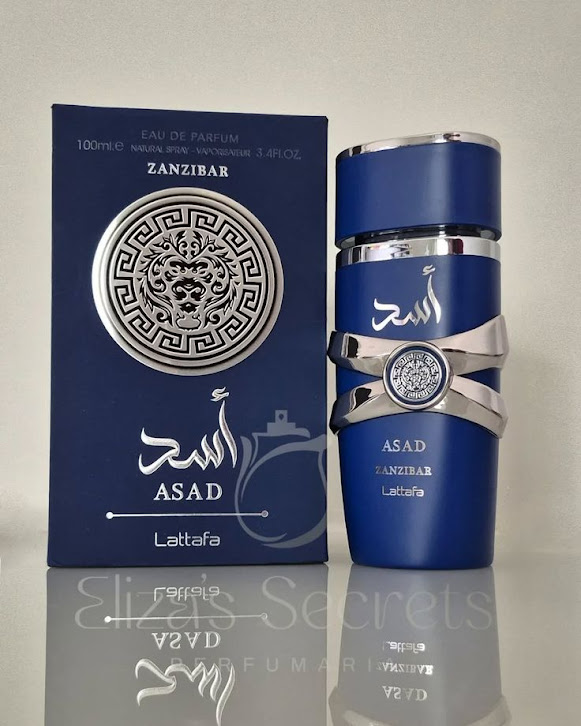 EAU DE PARFUM
100ml.e NATURAL SPRAY - VAPORISATEUR 3.4FL.OZ.
ZANZIBAR
أسد
ASAD
Lattafa
أسد
ASAD
ZANZIBAR
Lattafa
Eliza's Secrets
PERFUMARI